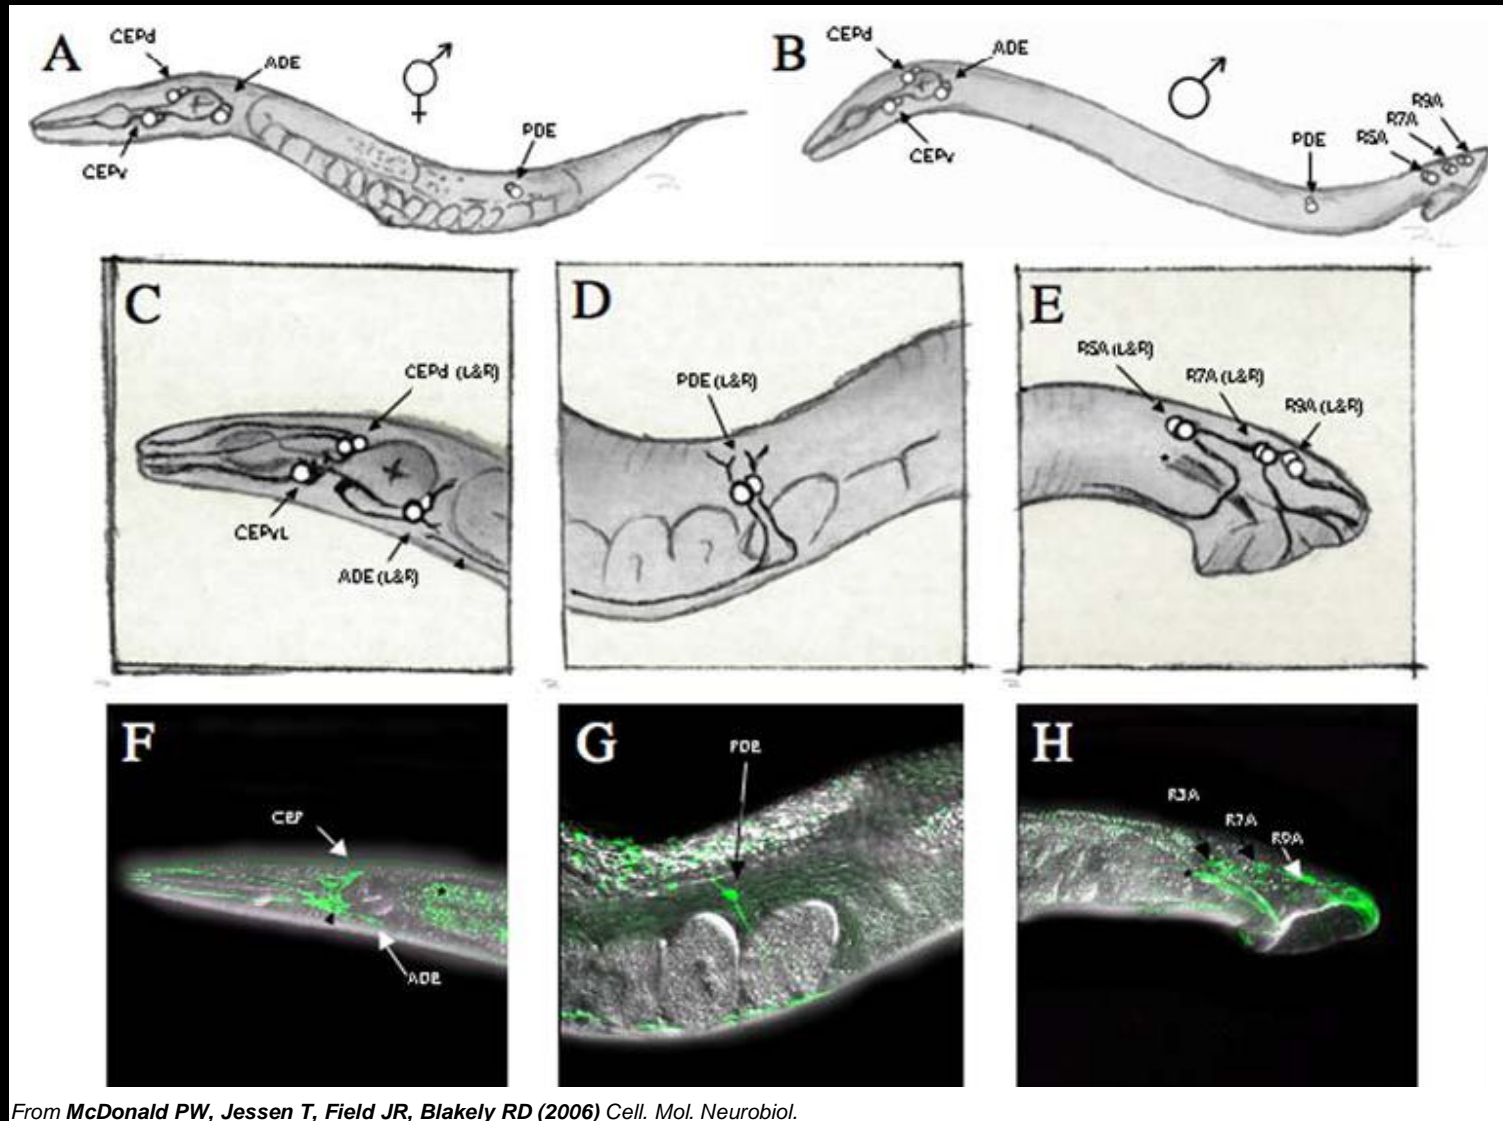 A
CEPd
ADE
CEPv
PDE
B
CEPd
ADE
CEPv
PDE
R5A
R7A
R9A
C
CEPd (L&R)
CEPvL
ADE (L&R)
D
PDE (L&R)
E
R5A (L&R)
R7A (L&R)
R9A (L&R)
F
CEP
ADE
G
PDE
H
R5A
R7A
R9A
From McDonald PW, Jessen T, Field JR, Blakely RD (2006) Cell. Mol. Neurobiol.